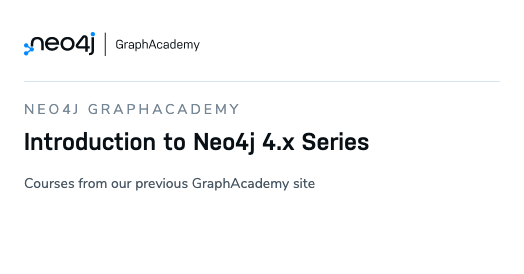 neo4j GraphAcademy
NEO4J GRAPHACADEMY
Introduction to Neo4j 4.x Series
Courses from our previous GraphAcademy site